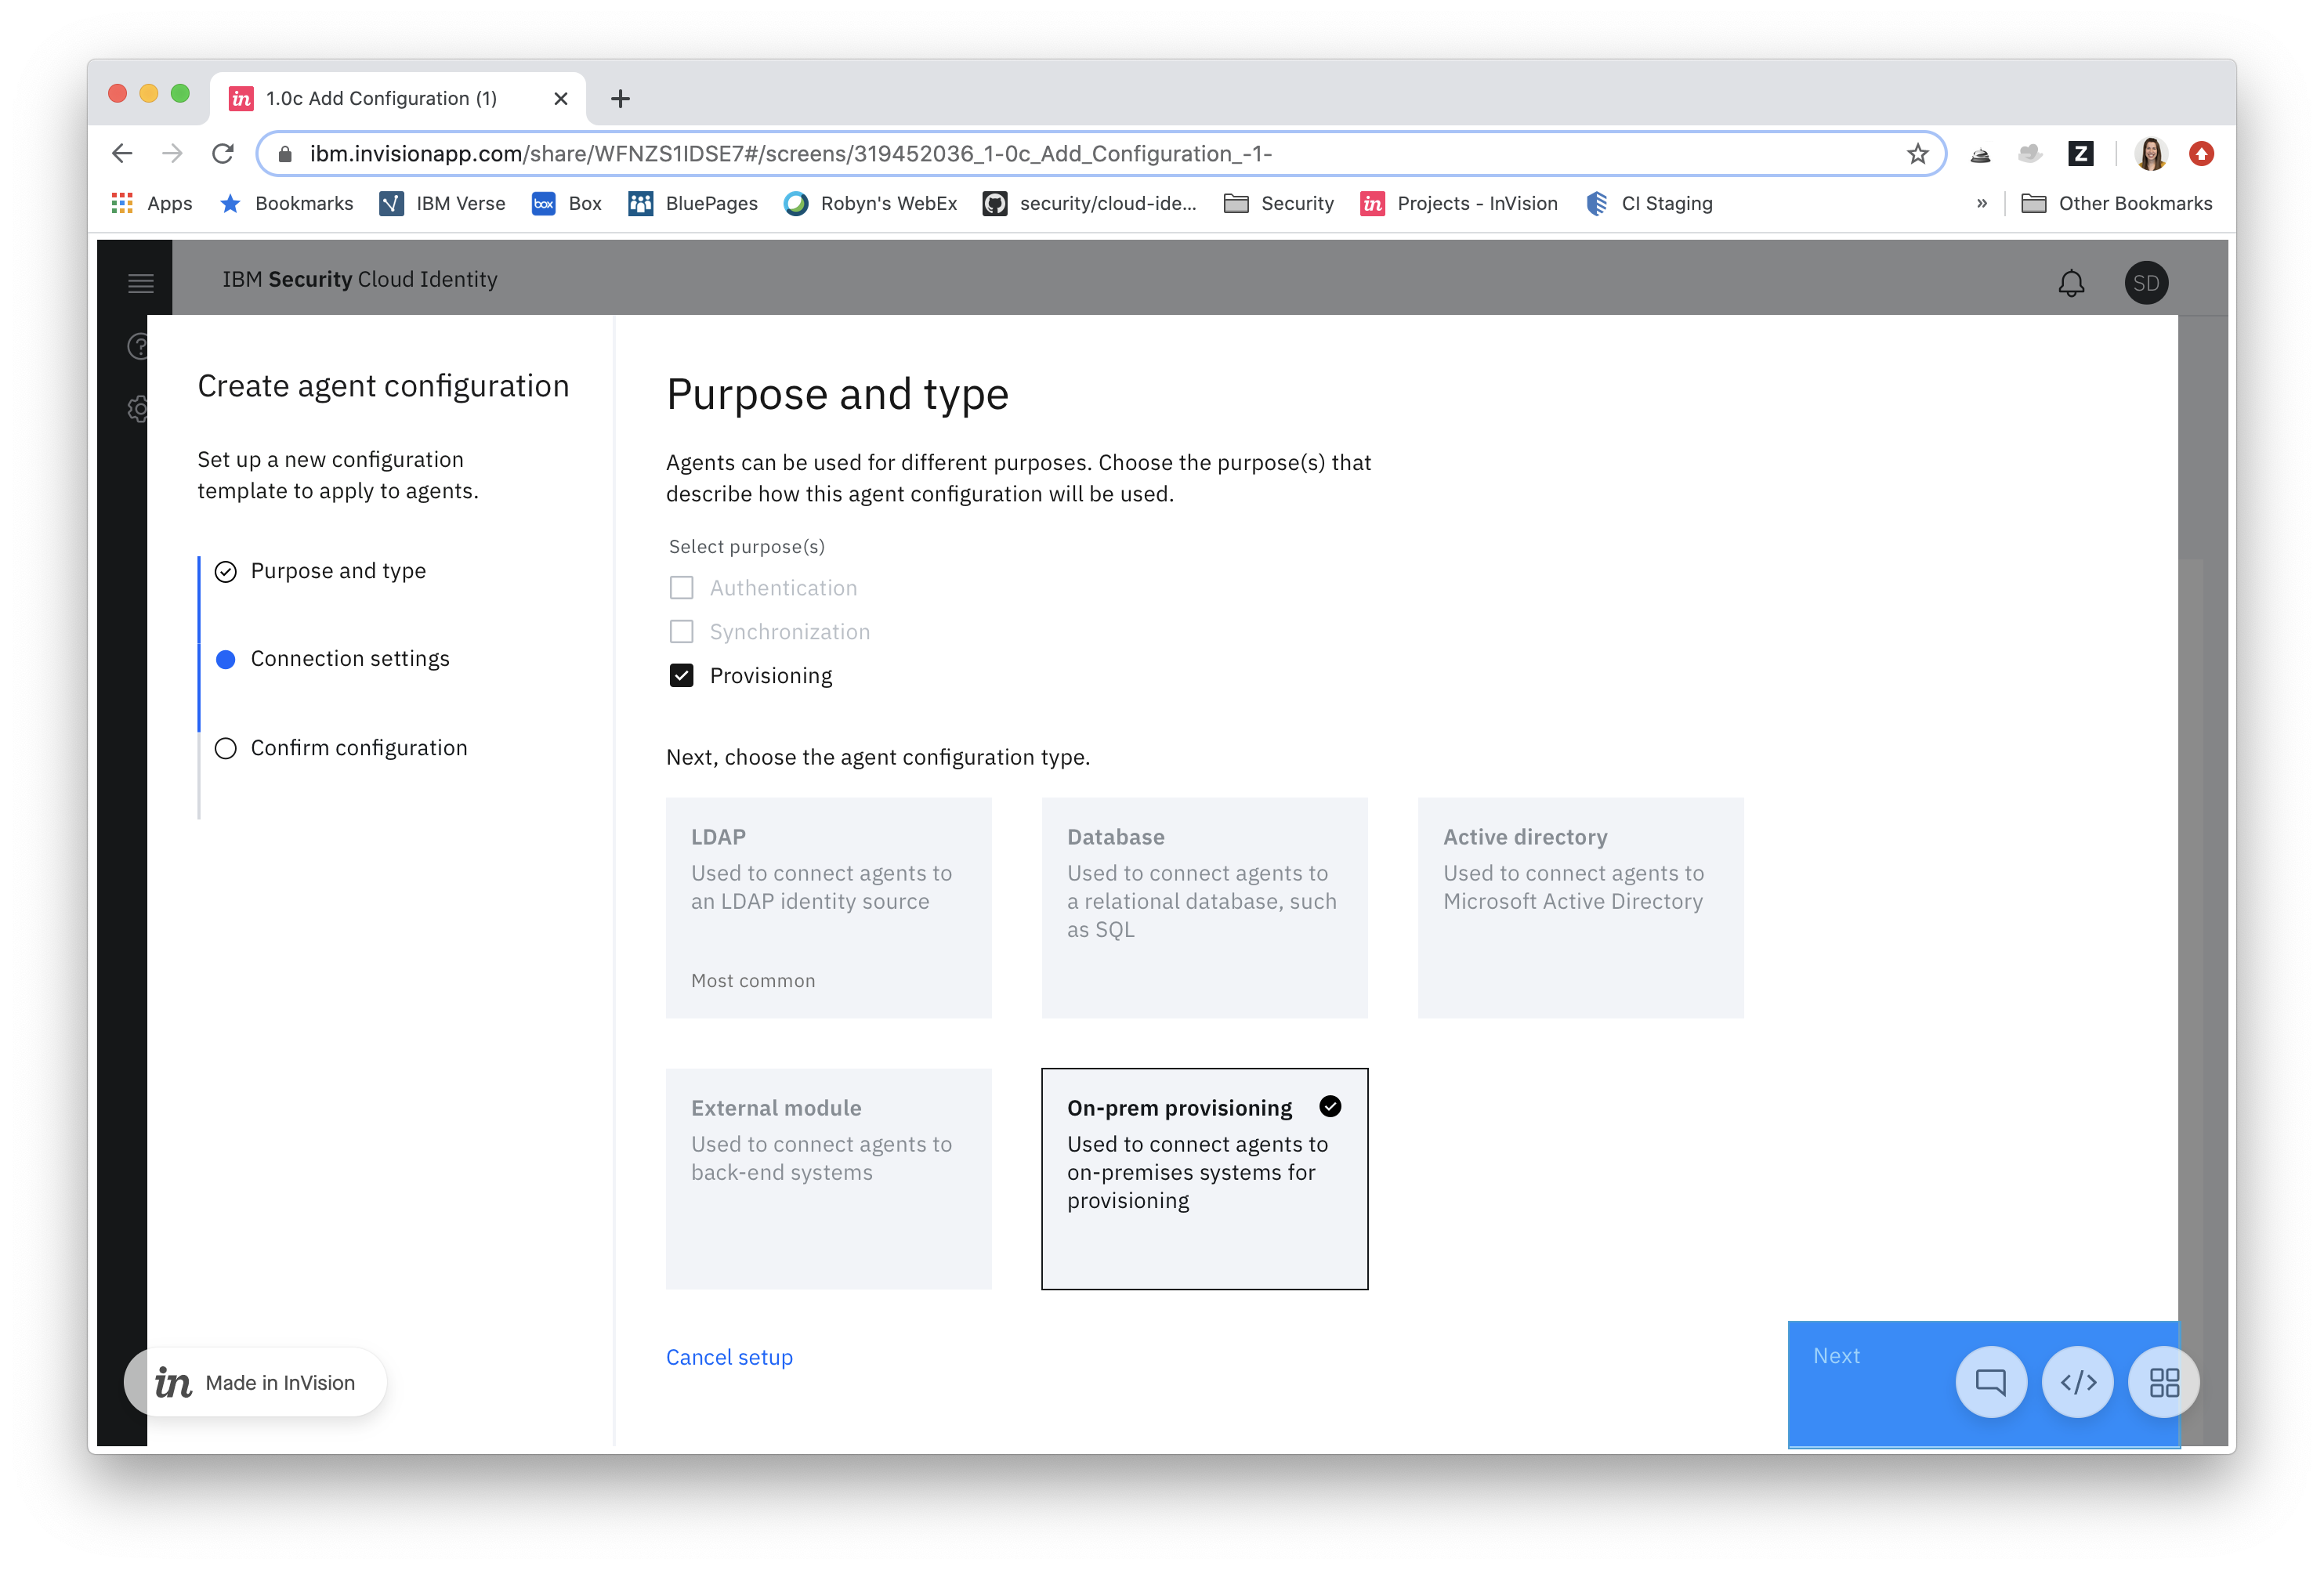 1.0c Add Configuration (1)
ibm.invisionapp.com/share/WFNZS1IDSE7#/screens/319452036_1-0c_Add_Configuration_-1-
Z
Apps
Bookmarks
IBM Verse
box
Box
BluePages
Robyn's WebEx
security/cloud-ide...
Security
in
Projects - InVision
CI Staging
»
Other Bookmarks
IBM Security Cloud Identity
SD
Create agent configuration
Set up a new configuration
template to apply to agents.
Purpose and type
Connection settings
Confirm configuration
Purpose and type
Agents can be used for different purposes. Choose the purpose(s) that
describe how this agent configuration will be used.
Select purpose(s)
Authentication
Synchronization
Provisioning
Next, choose the agent configuration type.
LDAP
Used to connect agents to
an LDAP identity source
Most common
Database
Used to connect agents to
a relational database, such
as SQL
Active directory
Used to connect agents to
Microsoft Active Directory
External module
Used to connect agents to
back-end systems
On-prem provisioning
Used to connect agents to
on-premises systems for
provisioning
Cancel setup
Next
in Made in InVision